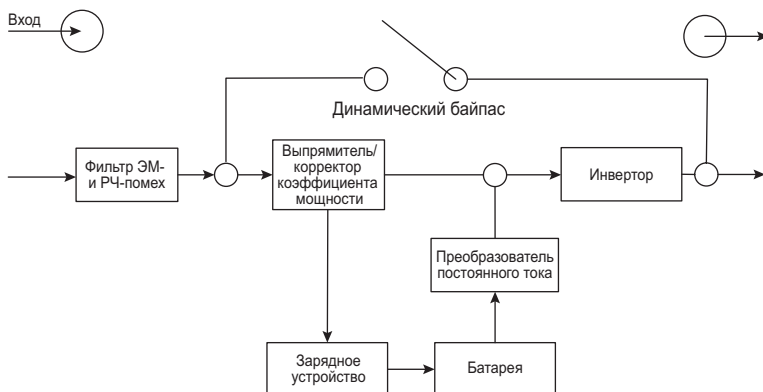 Вход
Динамический байпас
Фильтр ЭМ-
и РЧ-помех
Выпрямитель/
корректор
коэффициента
мощности
Инвертор
Преобразователь
постоянного тока
Зарядное
устройство
Батарея